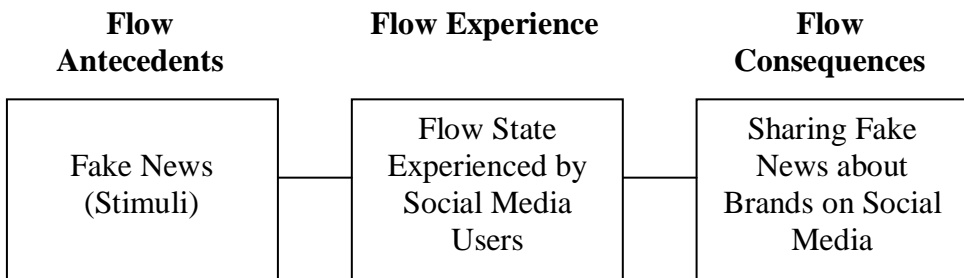 Flow
Antecedents
Flow Experience
Flow
Consequences
Fake News
(Stimuli)
Flow State
Experienced by
Social Media
Users
Sharing Fake
News about
Brands on Social
Media